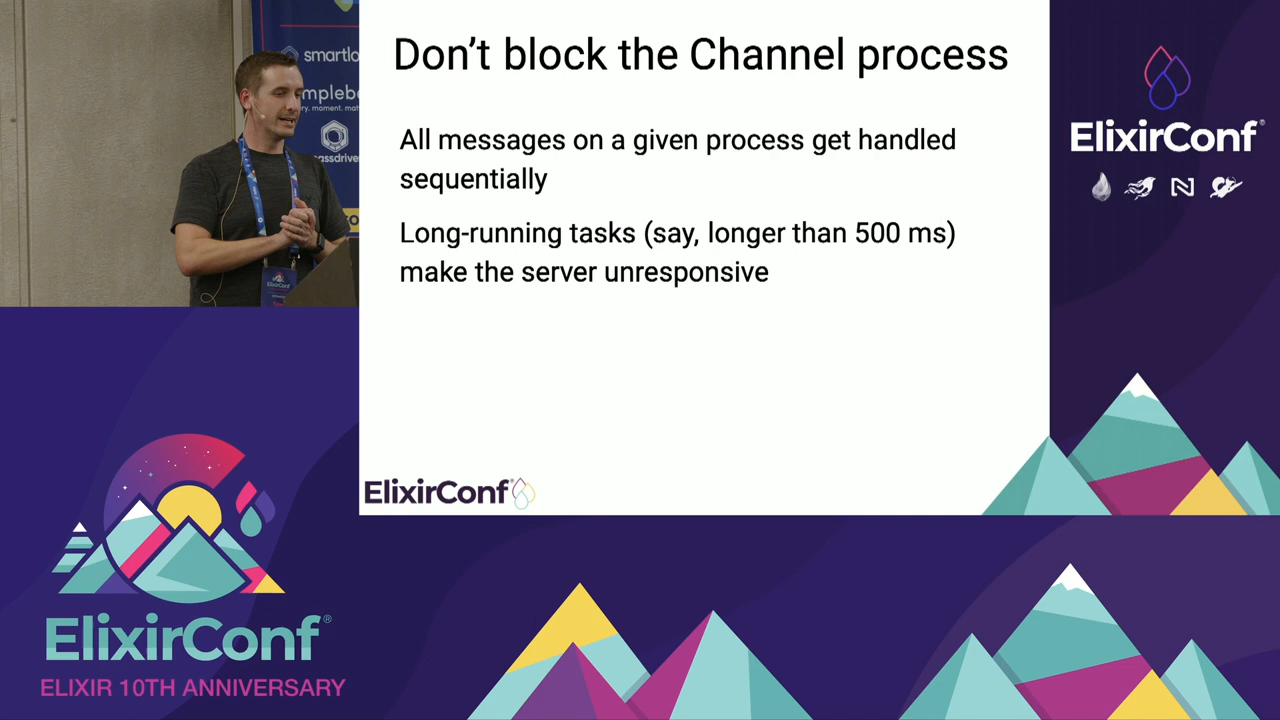 smartlo
mplebe
ry. moment. mat
assdrive
ElixirConf
Don't block the Channel process
All messages on a given process get handled
sequentially
Long-running tasks (say, longer than 500 ms)
make the server unresponsive
ElixirConf
ElixirConf®
ElixirConf®
ELIXIR 10TH ANNIVERSARY